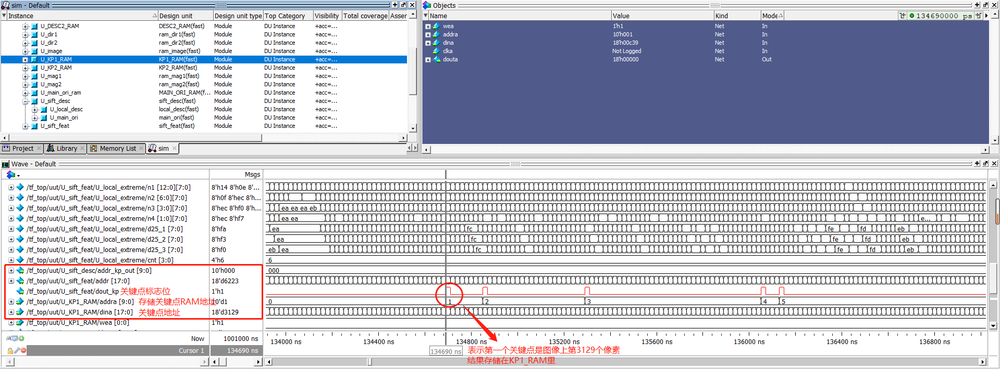 sim - Default
Instance Design unit Design unit type Top Category Visibility Total coverage Asser
U_DESC2_RAM DESC2_RAM(fast) Module DU Instance +acc=...
U_dir1 ram_dir1(fast) Module DU Instance +acc=...
U_dir2 ram_dir2(fast) Module DU Instance +acc=...
U_image ram_image(fast) Module DU Instance +acc=...
U_KP1_RAM KP1_RAM(fast) Module DU Instance +acc=...
U_KP2_RAM KP2_RAM(fast) Module DU Instance +acc=...
U_mag1 ram_mag1(fast) Module DU Instance +acc=...
U_mag2 ram_mag2(fast) Module DU Instance +acc=...
U_main_ori_ram MAIN_ORI_RAM(f... Module DU Instance +acc=...
U_sift_desc sift_desc(fast) Module DU Instance +acc=...
U_local_desc local_desc(fast) Module DU Instance +acc=...
U_main_ori main_ori(fast) Module DU Instance +acc=...
U_sift_feat sift_feat(fast) Module DU Instance +acc=...
Project Library Memory List sim
Objects
Name Value Kind Mode 134690000 ps
wea 1'h1 Net In
addra 10'h001 Net In
dina 18'h00c39 Net In
clka Not Logged Net In
douta 18'h00000 Net Out
Wave - Default
Msgs
/tf_top/uut/U_sift_feat/U_local_extreme/n1 [12:0][7:0] 8'h14 8'h0e 8'...
/tf_top/uut/U_sift_feat/U_local_extreme/n2 [6:0][7:0] 8'h0f 8'hec 8'h...
/tf_top/uut/U_sift_feat/U_local_extreme/n3 [3:0][7:0] 8'hec 8'hf0 8'h... ea ea ea eb
/tf_top/uut/U_sift_feat/U_local_extreme/n4 [1:0][7:0] 8'hec 8'hf7 ea ea e...
/tf_top/uut/U_sift_feat/U_local_extreme/d25_1 [7:0] 8'hfa ea fc fe fd eb
/tf_top/uut/U_sift_feat/U_local_extreme/d25_2 [7:0] 8'hf3 ea fc fe fd eb
/tf_top/uut/U_sift_feat/U_local_extreme/d25_3 [7:0] 8'hf0 eb ea fc fe fd eb
/tf_top/uut/U_sift_feat/U_local_extreme/cnt [3:0] 4'h6 6
/tf_top/uut/U_sift_desc/addr_kp_out [9:0] 10'h000 000
/tf_top/uut/U_sift_feat/addr [17:0] 18'd6223
/tf_top/uut/U_sift_feat/dout_kp 关键点标志位 1'h1
/tf_top/uut/U_KP1_RAM/addra [9:0] 存储关键点RAM地址 10'd1 0 1 2 3 4 5
/tf_top/uut/U_KP1_RAM/dina [17:0] 关键点地址 18'd3129
/tf_top/uut/U_KP1_RAM/wea [0:0] 1'h1
Now 1001000 ns 134000 ns 134400 ns 134800 ns 135200 ns 135600 ns 136000 ns 136400 ns 136800 ns
Cursor 1 134690 ns 134690 ns
表示第一个关键点是图像上第3129个像素
结果存储在KP1_RAM里